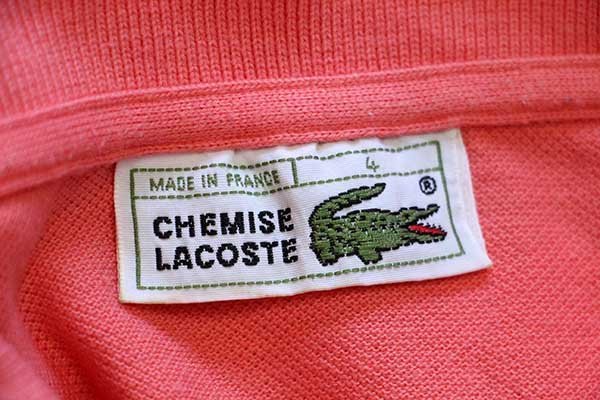 MADE IN FRANCE 4
CHEMISE ®
LACOSTE